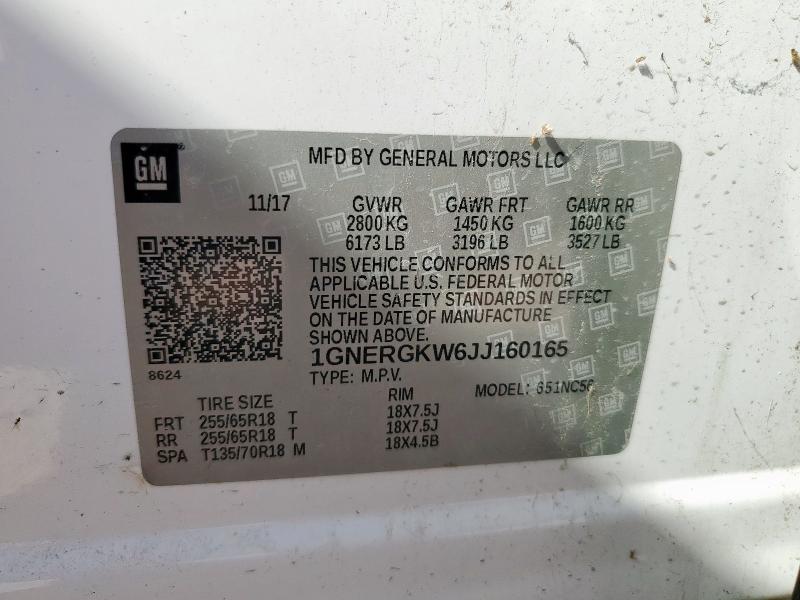 GM
MFD BY GENERAL MOTORS LLC
11/17 GVWR GAWR FRT GAWR RR
2800 KG 1450 KG 1600 KG
6173 LB 3196 LB 3527 LB
THIS VEHICLE CONFORMS TO ALL
APPLICABLE U.S. FEDERAL MOTOR
VEHICLE SAFETY STANDARDS IN EFFECT
ON THE DATE OF MANUFACTURE
SHOWN ABOVE.
1GNERGKW6JJ160165
8624
TYPE: M.P.V. MODEL: 651NC56
TIRE SIZE RIM
FRT 255/65R18 T 18X7.5J
RR 255/65R18 T 18X7.5J
SPA T135/70R18 M 18X4.5B